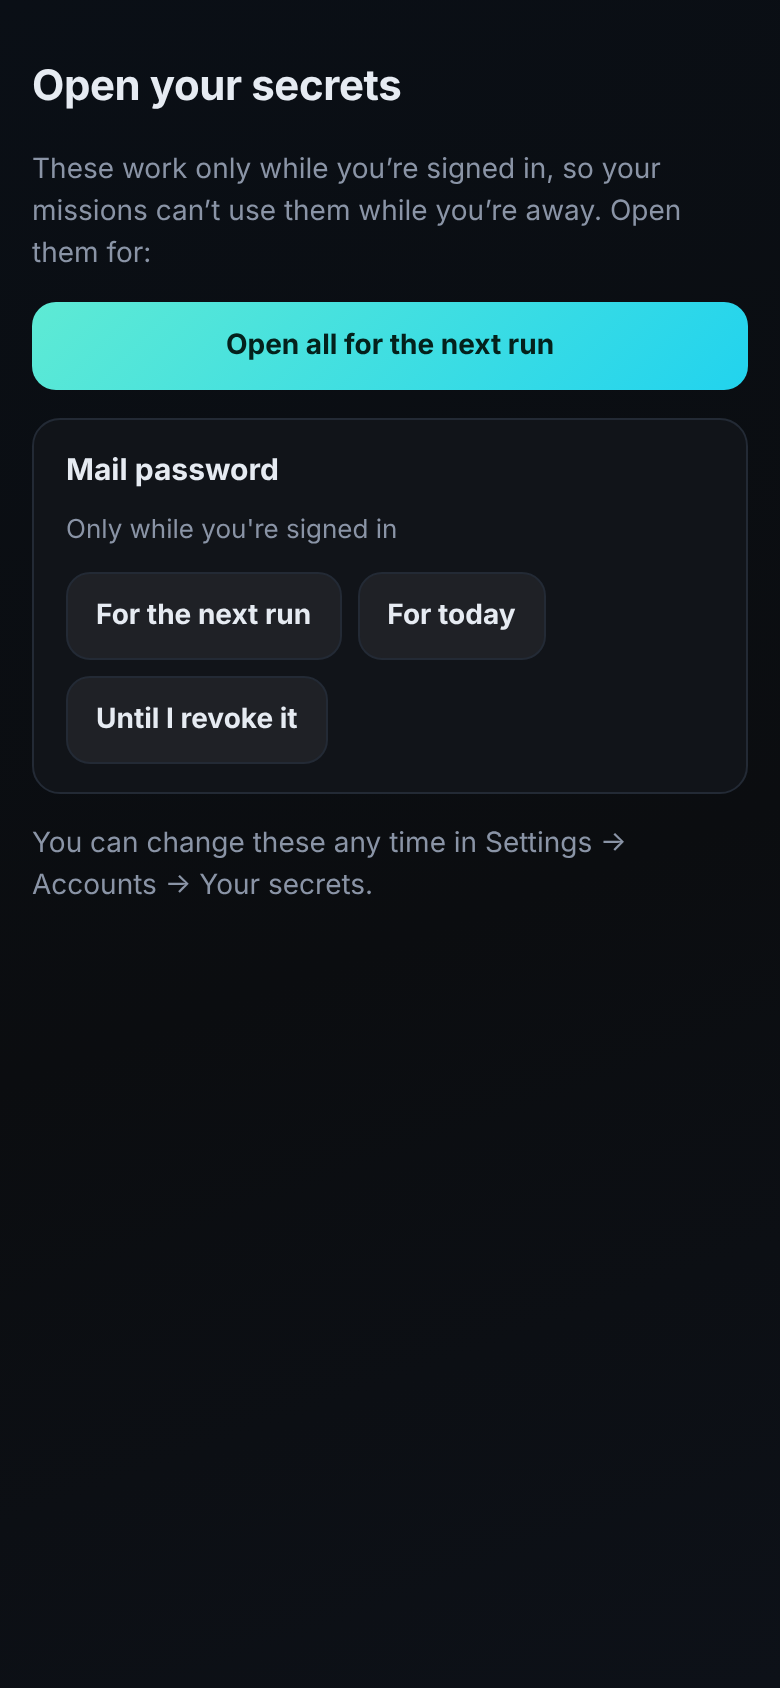 Open your secrets
These work only while you’re signed in, so your
missions can’t use them while you’re away. Open
them for:
Open all for the next run
Mail password
Only while you're signed in
For the next run
For today
Until I revoke it
You can change these any time in Settings →
Accounts → Your secrets.